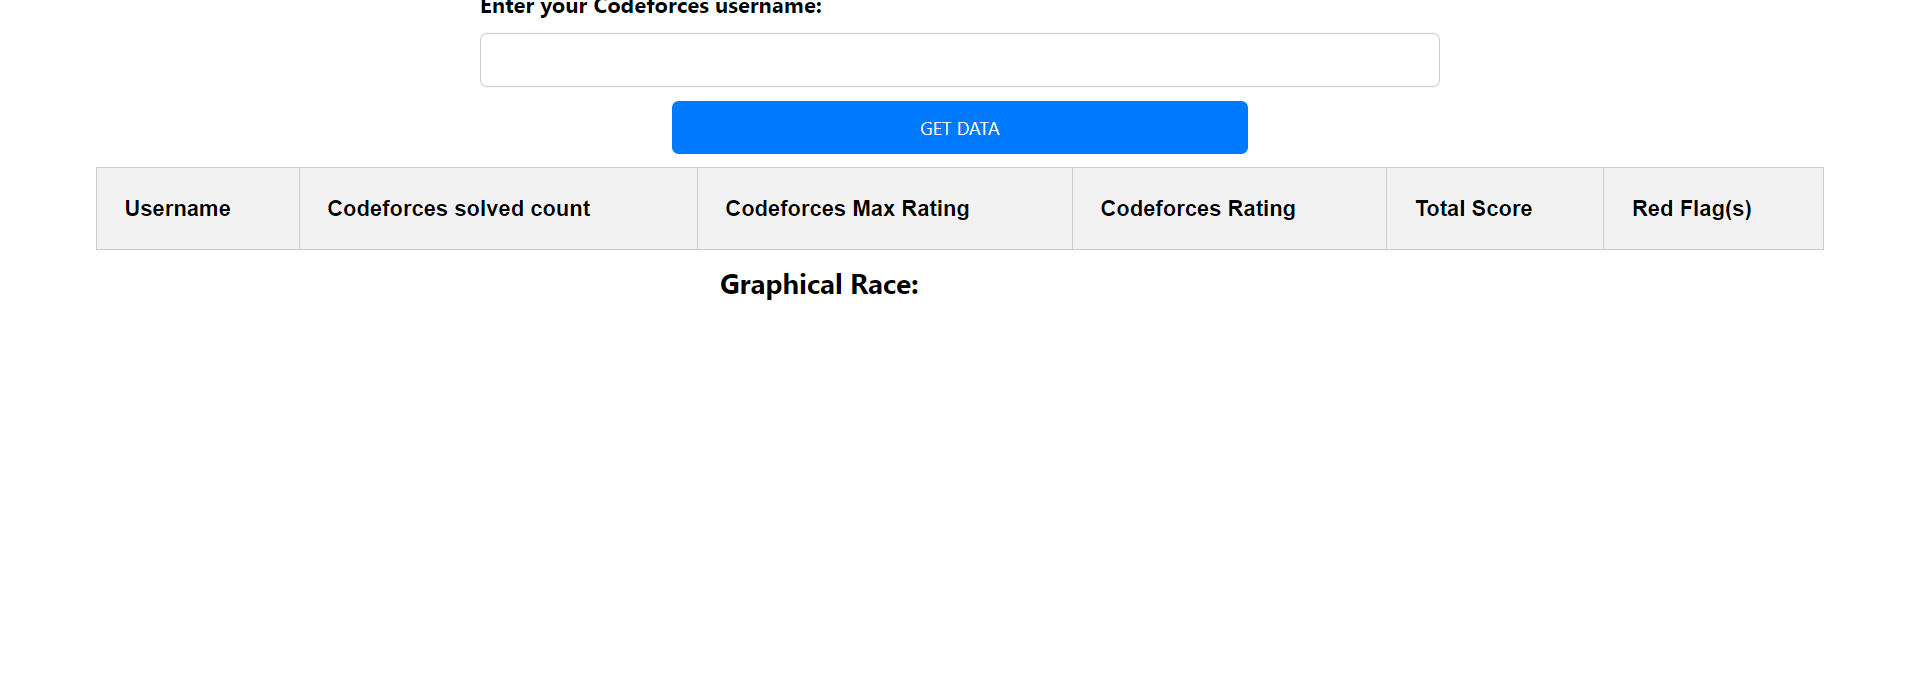 Enter your Codeforces username:
GET DATA
Username Codeforces solved count Codeforces Max Rating Codeforces Rating Total Score Red Flag(s)
Graphical Race: